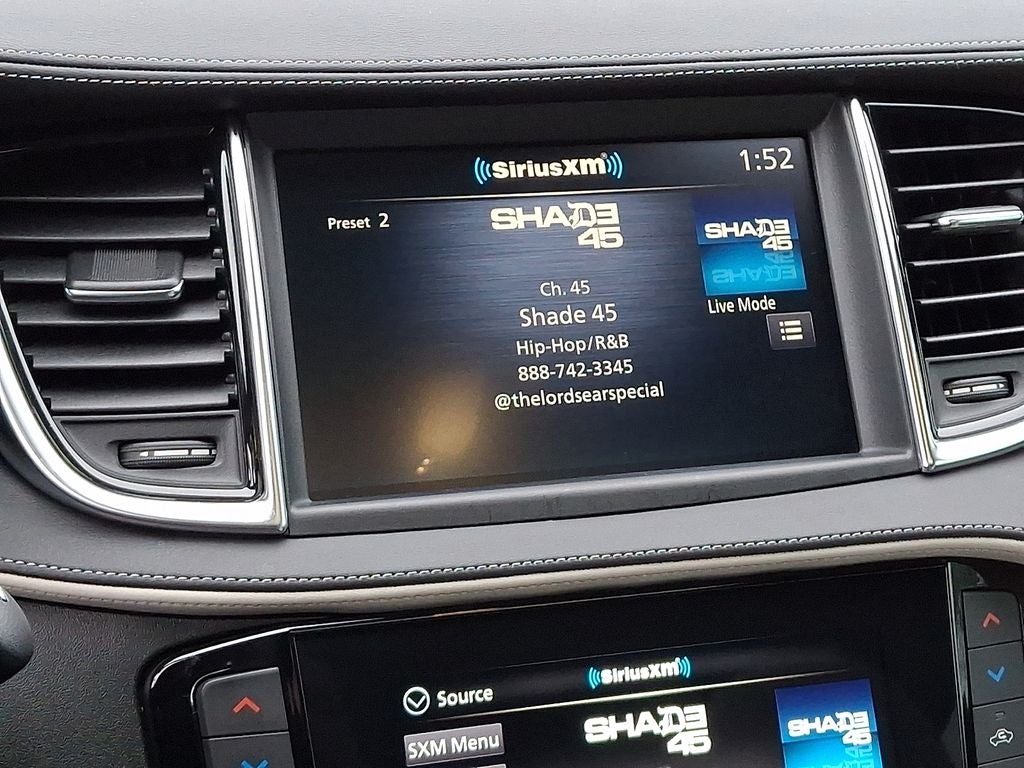 SiriusXM
1:52
Preset 2
SHADE
45
SHADE
45
Ch. 45
Shade 45
Hip-Hop/R&B
888-742-3345
@thelordsearspecial
Live Mode
SiriusXM
Source
SXM Menu
SHADE
45
SHADE
45